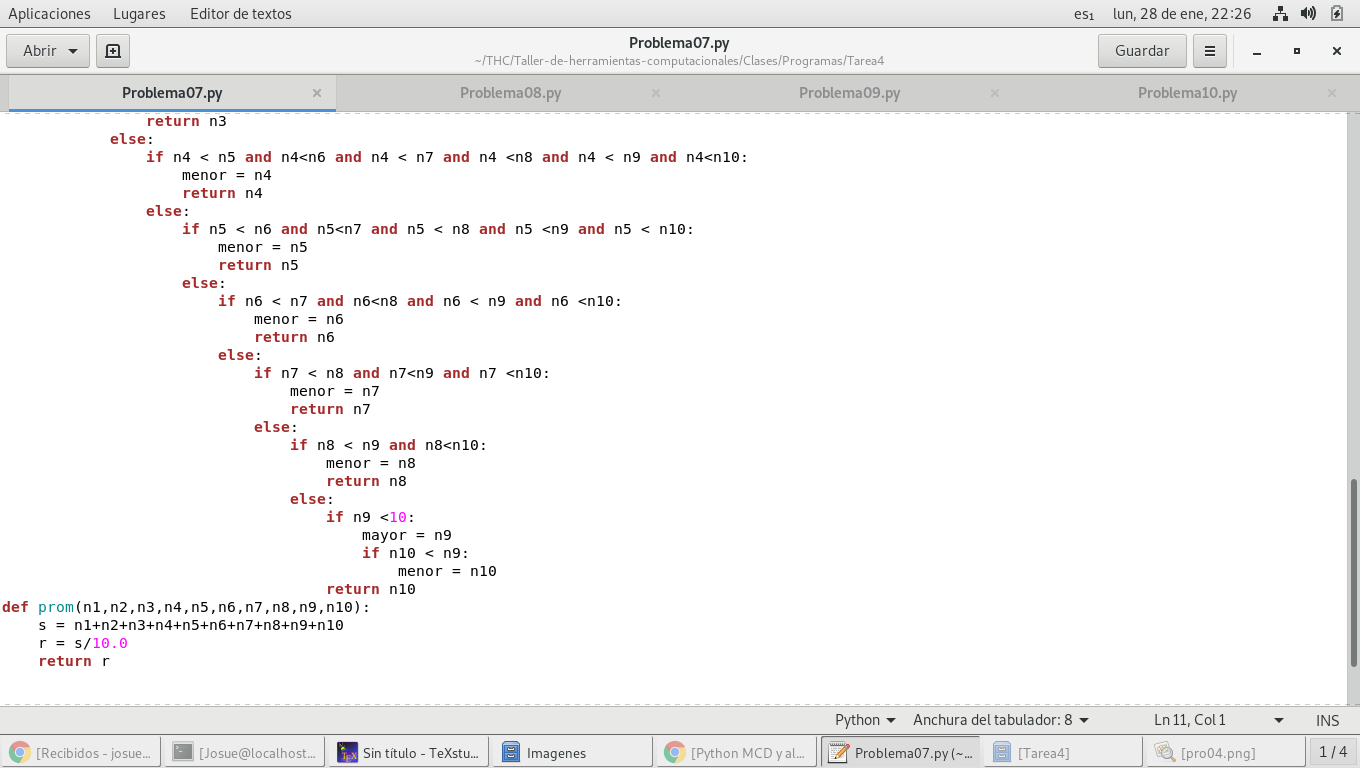 Aplicaciones Lugares Editor de textos es₁ lun, 28 de ene, 22:26
Abrir Problema07.py Guardar
~/THC/Taller-de-herramientas-computacionales/Clases/Programas/Tarea4
Problema07.py Problema08.py Problema09.py Problema10.py
                return n3
            else:
                if n4 < n5 and n4<n6 and n4 < n7 and n4 <n8 and n4 < n9 and n4<n10:
                    menor = n4
                    return n4
                else:
                    if n5 < n6 and n5<n7 and n5 < n8 and n5 <n9 and n5 < n10:
                        menor = n5
                        return n5
                    else:
                        if n6 < n7 and n6<n8 and n6 < n9 and n6 <n10:
                            menor = n6
                            return n6
                        else:
                            if n7 < n8 and n7<n9 and n7 <n10:
                                menor = n7
                                return n7
                            else:
                                if n8 < n9 and n8<n10:
                                    menor = n8
                                    return n8
                                else:
                                    if n9 <10:
                                        mayor = n9
                                        if n10 < n9:
                                            menor = n10
                                    return n10
def prom(n1,n2,n3,n4,n5,n6,n7,n8,n9,n10):
    s = n1+n2+n3+n4+n5+n6+n7+n8+n9+n10
    r = s/10.0
    return r
Python Anchura del tabulador: 8 Ln 11, Col 1 INS
[Recibidos - josue... [Josue@localhost... Sin título - TeXstu... Imagenes [Python MCD y al... Problema07.py (~... [Tarea4] [pro04.png] 1 / 4